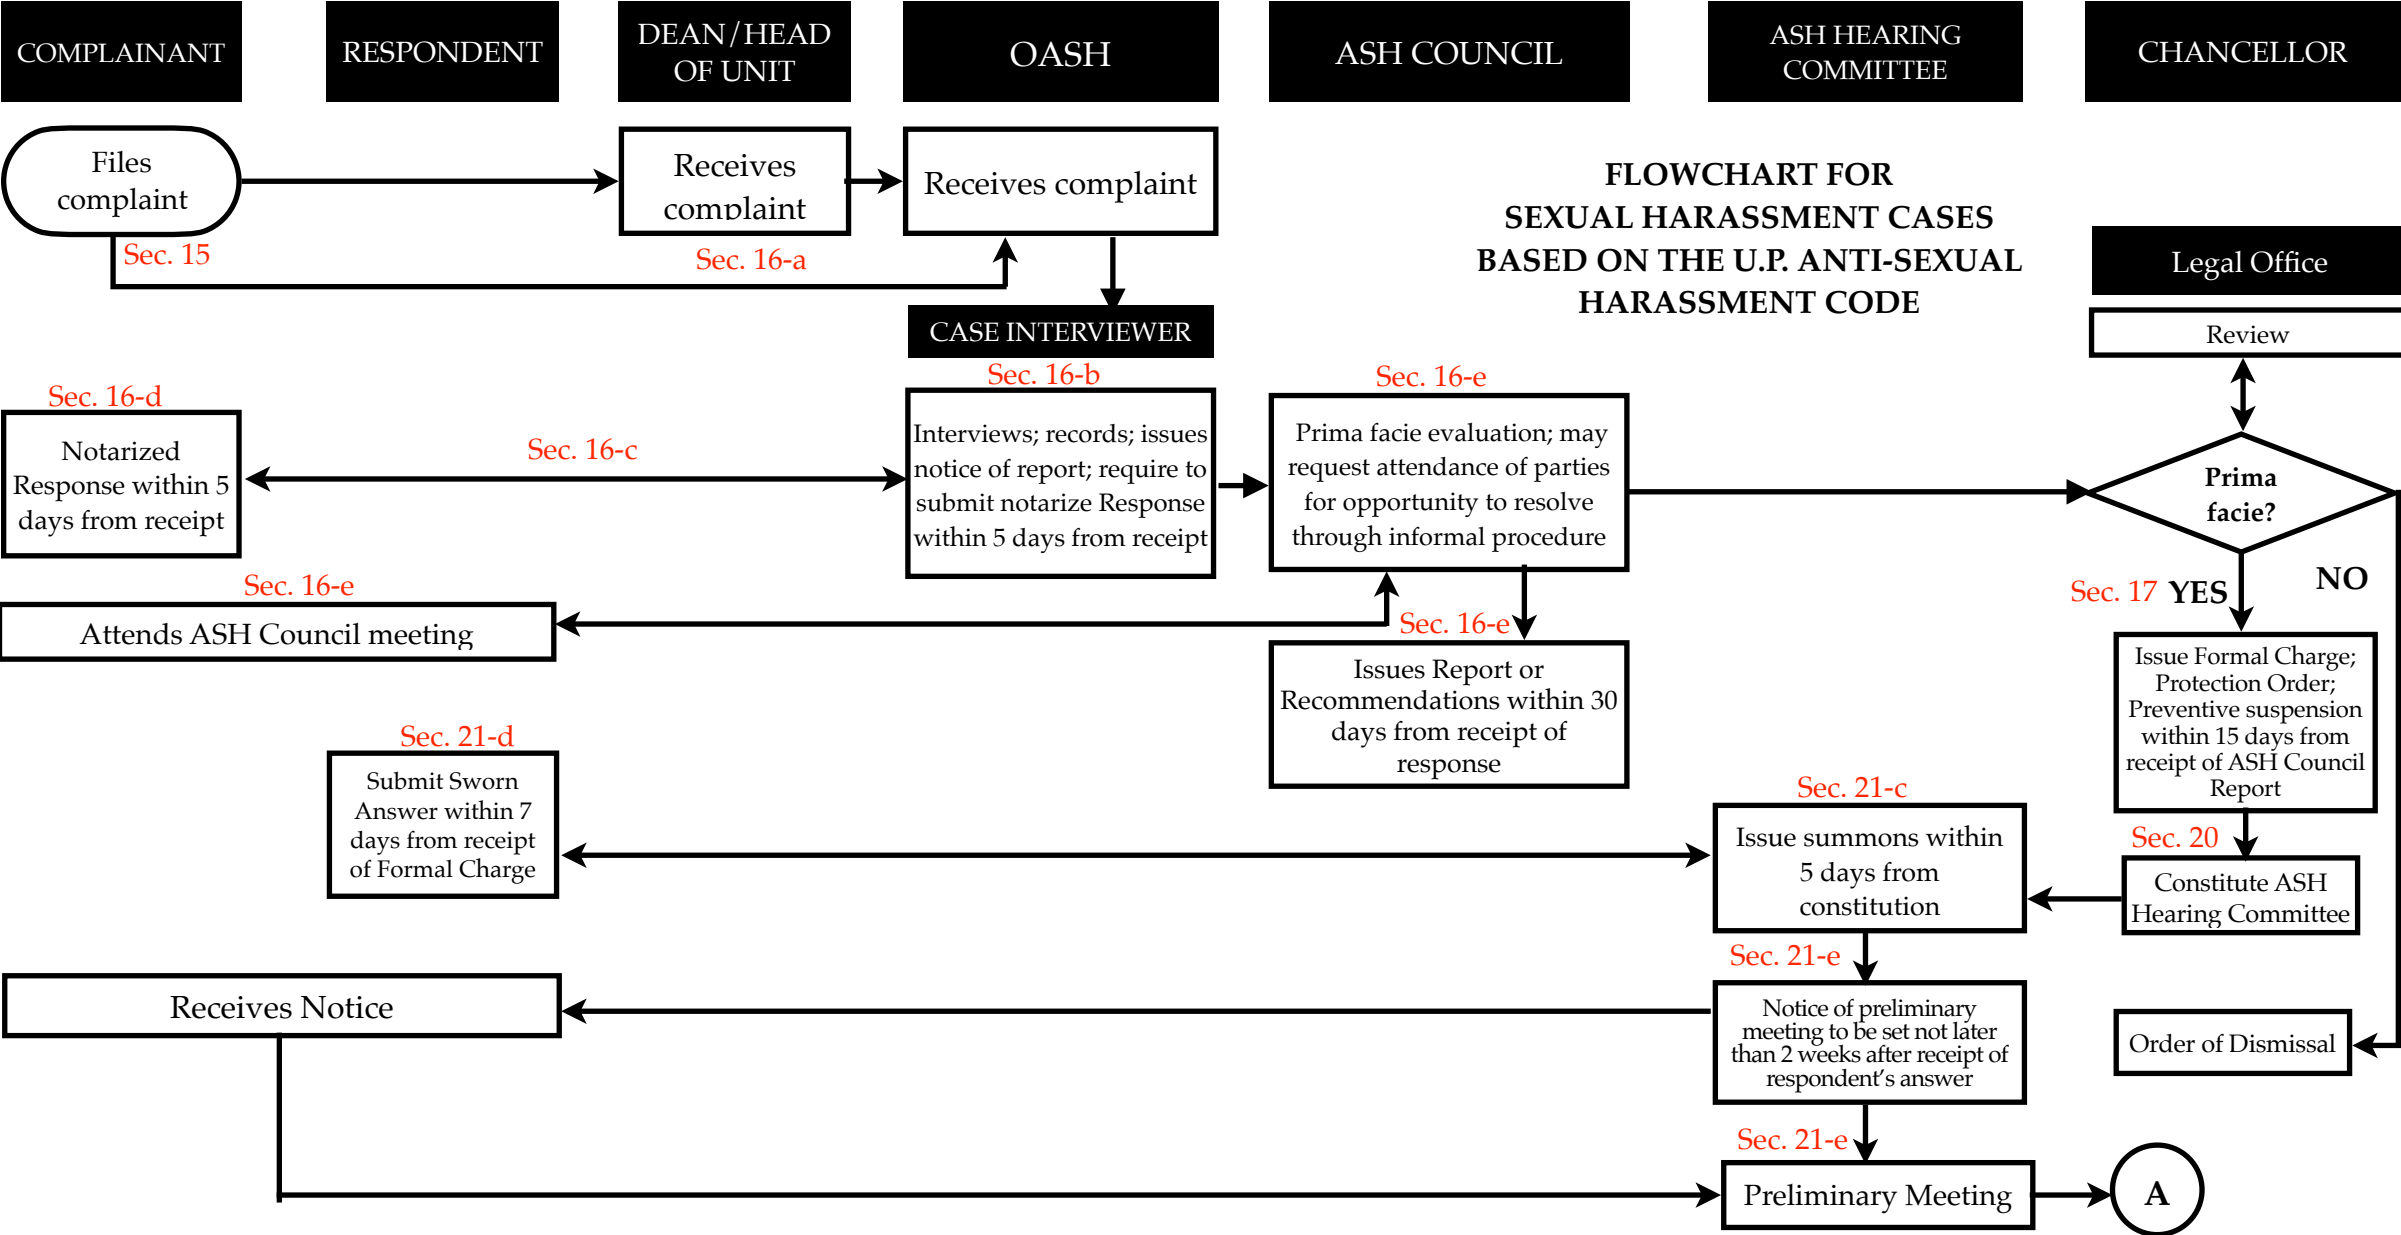 COMPLAINANT
RESPONDENT
DEAN/HEAD
OF UNIT
OASH
ASH COUNCIL
ASH HEARING
COMMITTEE
CHANCELLOR
Files
complaint
Receives
complaint
Receives complaint
FLOWCHART FOR
SEXUAL HARASSMENT CASES
BASED ON THE U.P. ANTI-SEXUAL
HARASSMENT CODE
Sec. 15
Sec. 16-a
Legal Office
Review
CASE INTERVIEWER
Sec. 16-d
Notarized
Response within 5
days from receipt
Sec. 16-c
Sec. 16-b
Interviews; records; issues
notice of report; require to
submit notarize Response
within 5 days from receipt
Sec. 16-e
Prima facie evaluation; may
request attendance of parties
for opportunity to resolve
through informal procedure
Prima
facie?
Sec. 17 YES
NO
Sec. 16-e
Attends ASH Council meeting
Sec. 16-e
Issues Report or
Recommendations within 30
days from receipt of
response
Issue Formal Charge;
Protection Order;
Preventive suspension
within 15 days from
receipt of ASH Council
Report
Sec. 21-d
Submit Sworn
Answer within 7
days from receipt
of Formal Charge
Sec. 21-c
Issue summons within
5 days from
constitution
Sec. 20
Constitute ASH
Hearing Committee
Sec. 21-e
Receives Notice
Notice of preliminary
meeting to be set not later
than 2 weeks after receipt of
respondent's answer
Order of Dismissal
Sec. 21-e
Preliminary Meeting
A